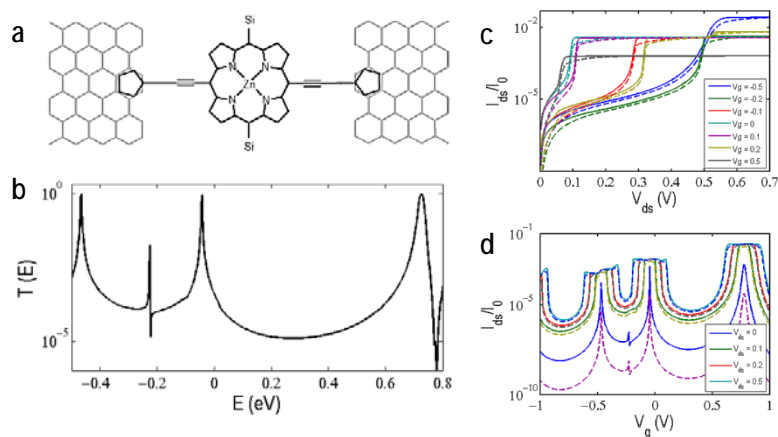 a
Si
N
N
Zn
N
N
Si
b
T (E)
10^0
10^-5
-0.4
-0.2
0
0.2
0.4
0.6
0.8
E (eV)
c
I_ds/I_0
10^-2
10^-5
0
0.1
0.2
0.3
0.4
0.5
0.6
0.7
V_ds (V)
Vg = -0.5
Vg = -0.2
Vg = -0.1
Vg = 0
Vg = 0.1
Vg = 0.2
Vg = 0.5
d
I_ds/I_0
10^-1
10^-5
10^-10
-1
-0.5
0
0.5
1
V_g (V)
V_ds = 0
V_ds = 0.1
V_ds = 0.2
V_ds = 0.5